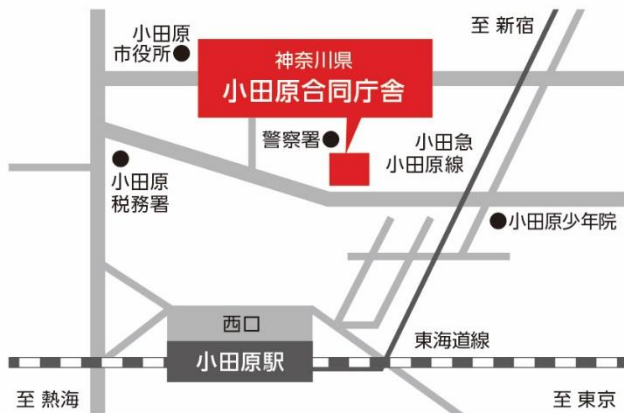 至 新宿
小田原
市役所
神奈川県
小田原合同庁舎
警察署
小田急
小田原線
小田原
税務署
小田原少年院
西口
小田原駅
東海道線
至 熱海
至 東京